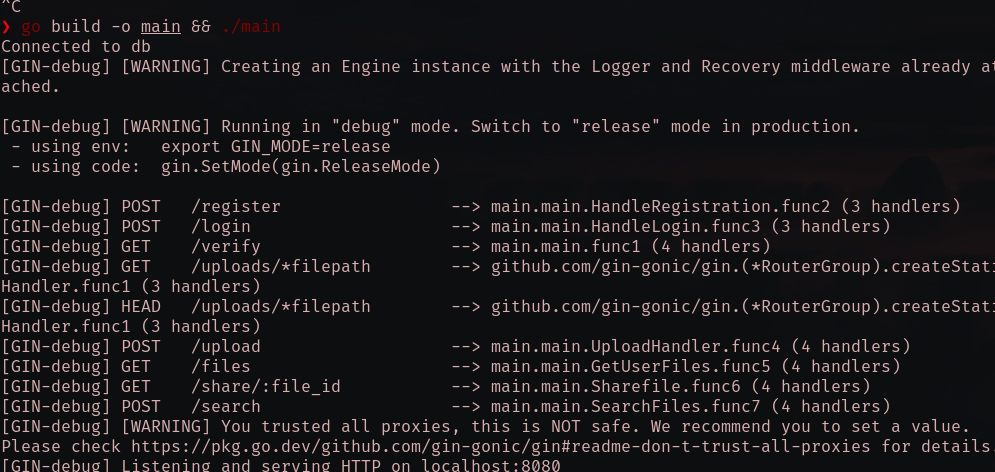 ^C
❯ go build -o main && ./main
Connected to db
[GIN-debug] [WARNING] Creating an Engine instance with the Logger and Recovery middleware already at
ached.
[GIN-debug] [WARNING] Running in "debug" mode. Switch to "release" mode in production.
- using env:   export GIN_MODE=release
- using code:  gin.SetMode(gin.ReleaseMode)
[GIN-debug] POST   /register                 --> main.main.HandleRegistration.func2 (3 handlers)
[GIN-debug] POST   /login                    --> main.main.HandleLogin.func3 (3 handlers)
[GIN-debug] GET    /verify                   --> main.main.func1 (4 handlers)
[GIN-debug] GET    /uploads/*filepath        --> github.com/gin-gonic/gin.(*RouterGroup).createStati
Handler.func1 (3 handlers)
[GIN-debug] HEAD   /uploads/*filepath        --> github.com/gin-gonic/gin.(*RouterGroup).createStati
Handler.func1 (3 handlers)
[GIN-debug] POST   /upload                   --> main.main.UploadHandler.func4 (4 handlers)
[GIN-debug] GET    /files                    --> main.main.GetUserFiles.func5 (4 handlers)
[GIN-debug] GET    /share/:file_id           --> main.main.Sharefile.func6 (4 handlers)
[GIN-debug] POST   /search                   --> main.main.SearchFiles.func7 (4 handlers)
[GIN-debug] [WARNING] You trusted all proxies, this is NOT safe. We recommend you to set a value.
Please check https://pkg.go.dev/github.com/gin-gonic/gin#readme-don-t-trust-all-proxies for details
[GIN-debug] Listening and serving HTTP on localhost:8080